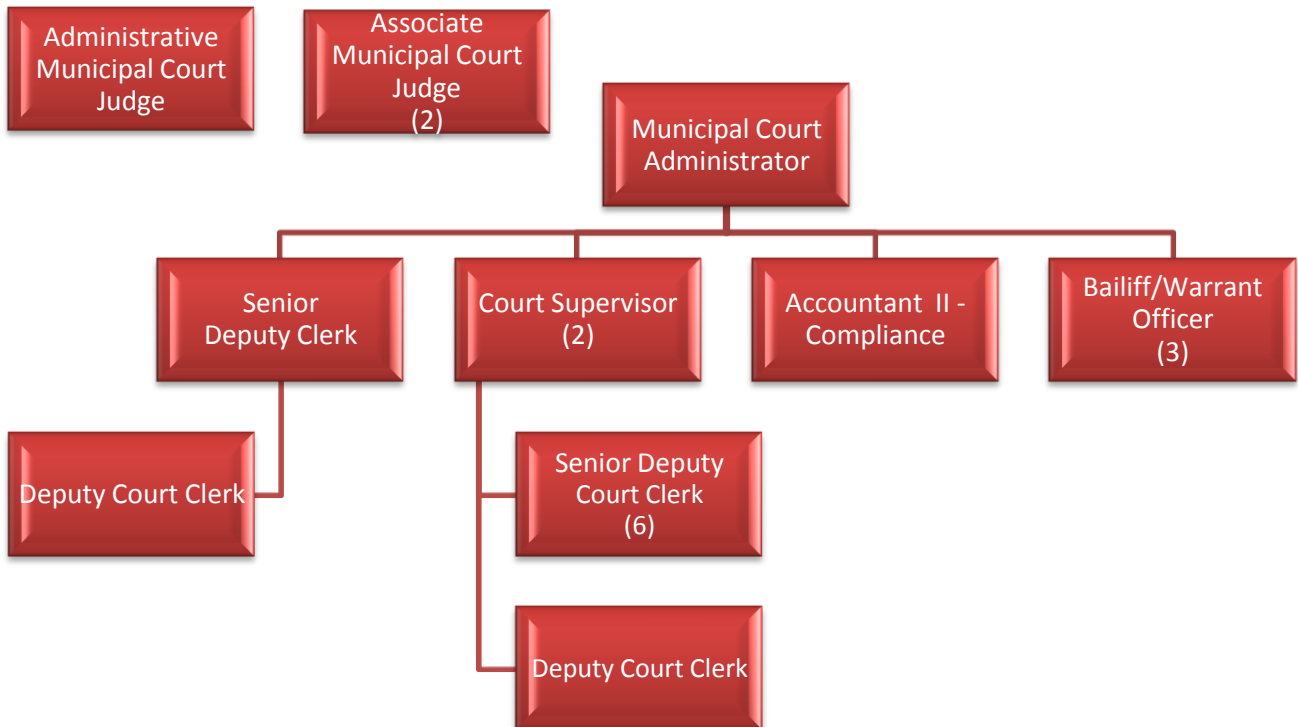 Administrative
Municipal Court
Judge
Associate
Municipal Court
Judge
(2)
Municipal Court
Administrator
Senior
Deputy Clerk
Court Supervisor
(2)
Accountant II -
Compliance
Bailiff/Warrant
Officer
(3)
Deputy Court Clerk
Senior Deputy
Court Clerk
(6)
Deputy Court Clerk